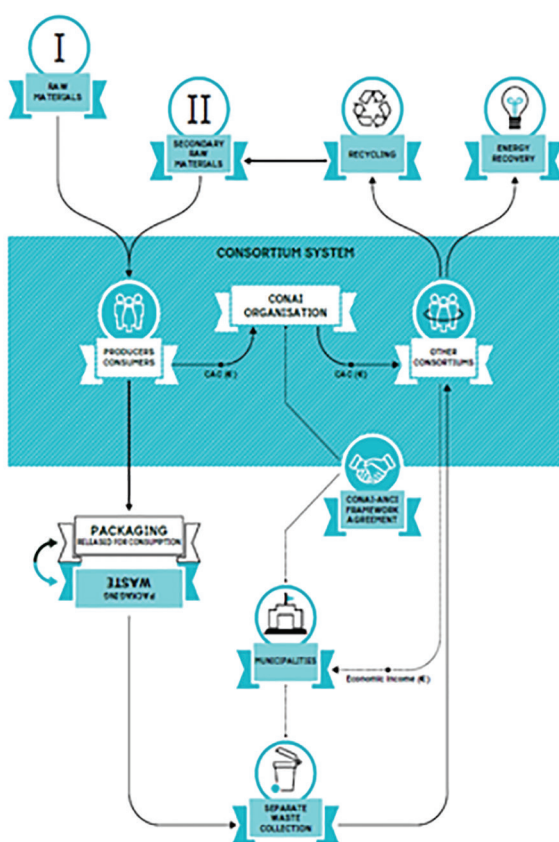 I
RAW
MATERIALS
II
SECONDARY
RAW
MATERIALS
RECYCLING
ENERGY
RECOVERY
CONSORTIUM SYSTEM
PRODUCERS
CONSUMERS
CONAI
ORGANISATION
OTHER
CONSORTIUMS
CAC (€)
CAC (€)
CONAI-ANCI
FRAMEWORK
AGREEMENT
PACKAGING
RELEASED FOR CONSUMPTION
PACKAGING
WASTE
MUNICIPALITIES
Economic Income (€)
SEPARATE
WASTE
COLLECTION